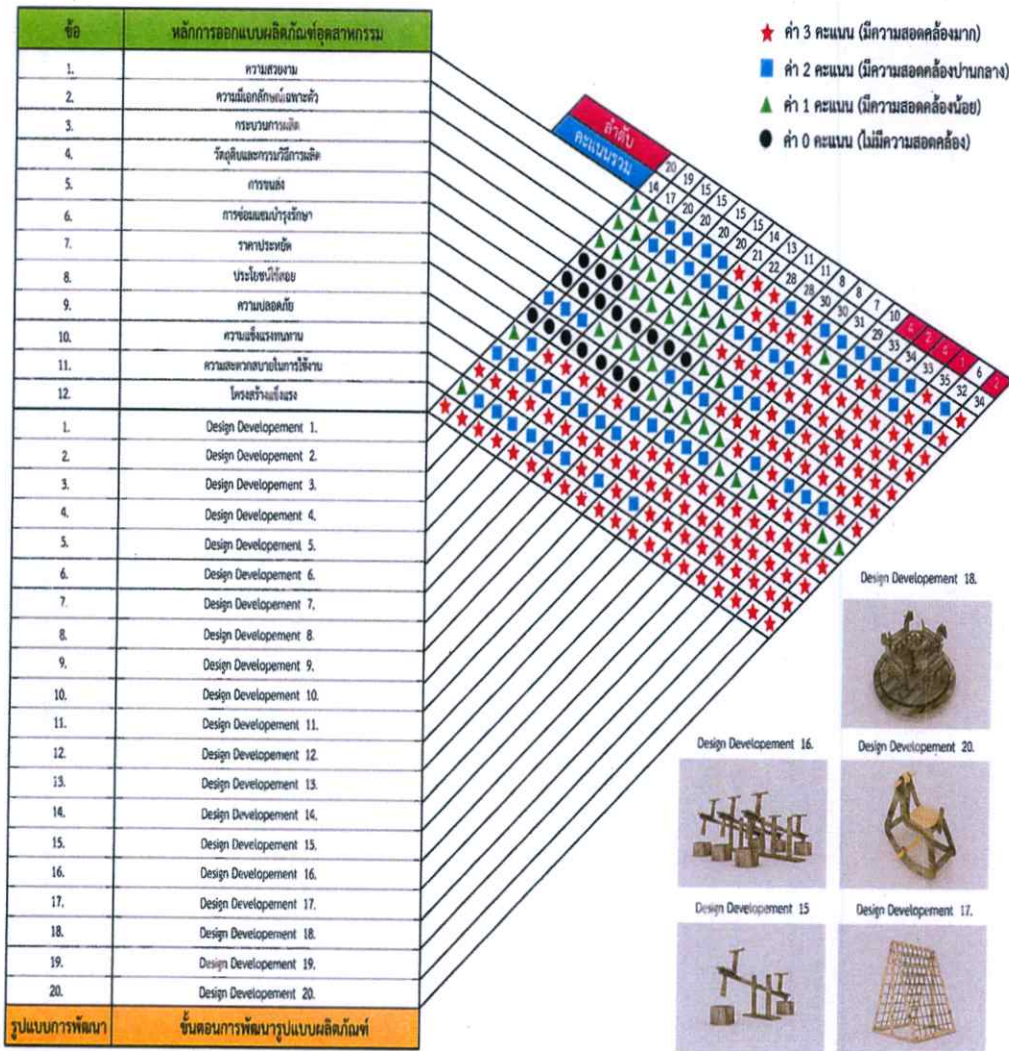 ข้อ หลักการออกแบบผลิตภัณฑ์อุตสาหกรรม
1. ความสวยงาม
2. ความมีเอกลักษณ์เฉพาะตัว
3. กระบวนการผลิต
4. วัตถุดิบและกรรมวิธีการผลิต
5. การขนส่ง
6. การซ่อมแซมบำรุงรักษา
7. ราคาประหยัด
8. ประโยชน์ใช้สอย
9. ความปลอดภัย
10. ความแข็งแรงทนทาน
11. ความสะดวกสบายในการใช้งาน
12. โครงสร้างแข็งแรง
1. Design Developement 1.
2. Design Developement 2.
3. Design Developement 3.
4. Design Developement 4.
5. Design Developement 5.
6. Design Developement 6.
7. Design Developement 7.
8. Design Developement 8.
9. Design Developement 9.
10. Design Developement 10.
11. Design Developement 11.
12. Design Developement 12.
13. Design Developement 13.
14. Design Developement 14.
15. Design Developement 15.
16. Design Developement 16.
17. Design Developement 17.
18. Design Developement 18.
19. Design Developement 19.
20. Design Developement 20.
รูปแบบการพัฒนา ขั้นตอนการพัฒนารูปแบบผลิตภัณฑ์
ค่า 3 คะแนน (มีความสอดคล้องมาก)
ค่า 2 คะแนน (มีความสอดคล้องปานกลาง)
ค่า 1 คะแนน (มีความสอดคล้องน้อย)
ค่า 0 คะแนน (ไม่มีความสอดคล้อง)
ลำดับ 20 19 15 15 15 15 14 13 11 11 8 8 7 10
6
คะแนนรวม 14 17 20 20 20 20 21 22 28 28 30 30 31 29 33 34 33 35 32 34
Design Developement 18.
Design Developement 16.
Design Developement 20.
Design Developement 15
Design Developement 17.